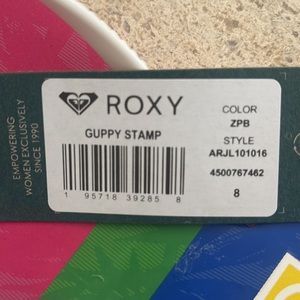 EMPOWERING
WOMEN EXCLUSIVELY
SINCE 1990
ROXY
GUPPY STAMP
COLOR
ZPB
STYLE
ARJL101016
4500767462
8
1 95718 39285 8